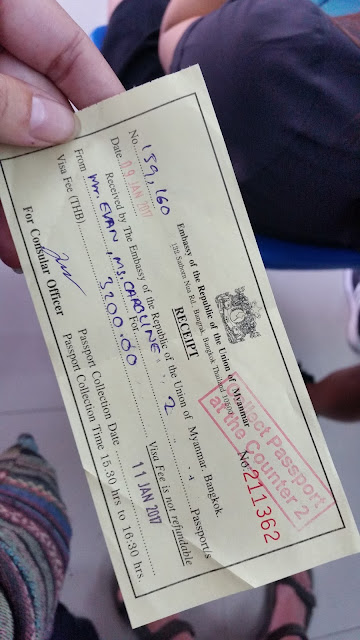 Embassy of the Republic of the Union of Myanmar
132 Sathorn Nua Rd., Bangrak, Bangkok, Thailand 10500
RECEIPT
Collect Passport
at the Counter 2
No. 159, 160
No. 211362
Date 09 JAN 2017
Received by The Embassy of the Republic of the Union of Myanmar. Bangkok.
From Mr EVAN, MS. CAROLINE For 2 Passport/s
Visa Fee (THB) 3200.00 Visa Fee is not refundable
Passport Collection Date 11 JAN 2017
For Consular Officer Passport Collection Time 15:30 hrs to 16:30 hrs.